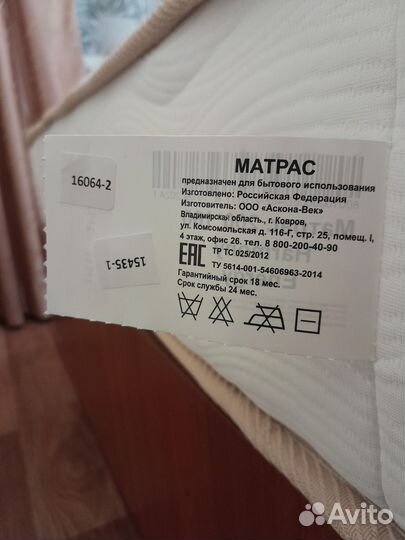 МАТРАС
предназначен для бытового использования
Изготовлено: Российская Федерация
Изготовитель: ООО «Аскона-Век»
Владимирская область, г. Ковров,
ул. Комсомольская д. 116-Г, стр. 25, помещ. I,
4 этаж, офис 26. тел. 8 800-200-40-90
ЕАС ТР ТС 025/2012
ТУ 5614-001-54606963-2014
Гарантийный срок 18 мес.
Срок службы 24 мес.
16064-2
15435-1
Avito